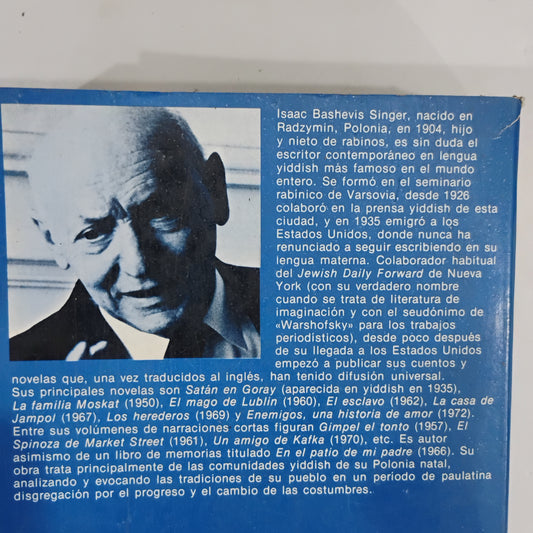 Isaac Bashevis Singer, nacido en
Radzymin, Polonia, en 1904, hijo
y nieto de rabinos, es sin duda el
escritor contemporáneo en lengua
yiddish más famoso en el mundo
entero. Se formó en el seminario
rabínico de Varsovia, desde 1926
colaboró en la prensa yiddish de esta
ciudad, y en 1935 emigró a los
Estados Unidos, donde nunca ha
renunciado a seguir escribiendo en su
lengua materna. Colaborador habitual
del Jewish Daily Forward de Nueva
York (con su verdadero nombre
cuando se trata de literatura de
imaginación y con el seudónimo de
«Warshofsky» para los trabajos
periodísticos), desde poco después
de su llegada a los Estados Unidos
empezó a publicar sus cuentos y
novelas que, una vez traducidos al inglés, han tenido difusión universal.
Sus principales novelas son Satán en Goray (aparecida en yiddish en 1935),
La familia Moskat (1950), El mago de Lublin (1960), El esclavo (1962), La casa de
Jampol (1967), Los herederos (1969) y Enemigos, una historia de amor (1972).
Entre sus volúmenes de narraciones cortas figuran Gimpel el tonto (1957), El
Spinoza de Market Street (1961), Un amigo de Kafka (1970), etc. Es autor
asimismo de un libro de memorias titulado En el patio de mi padre (1966). Su
obra trata principalmente de las comunidades yiddish de su Polonia natal,
analizando y evocando las tradiciones de su pueblo en un período de paulatina
disgregación por el progreso y el cambio de las costumbres.